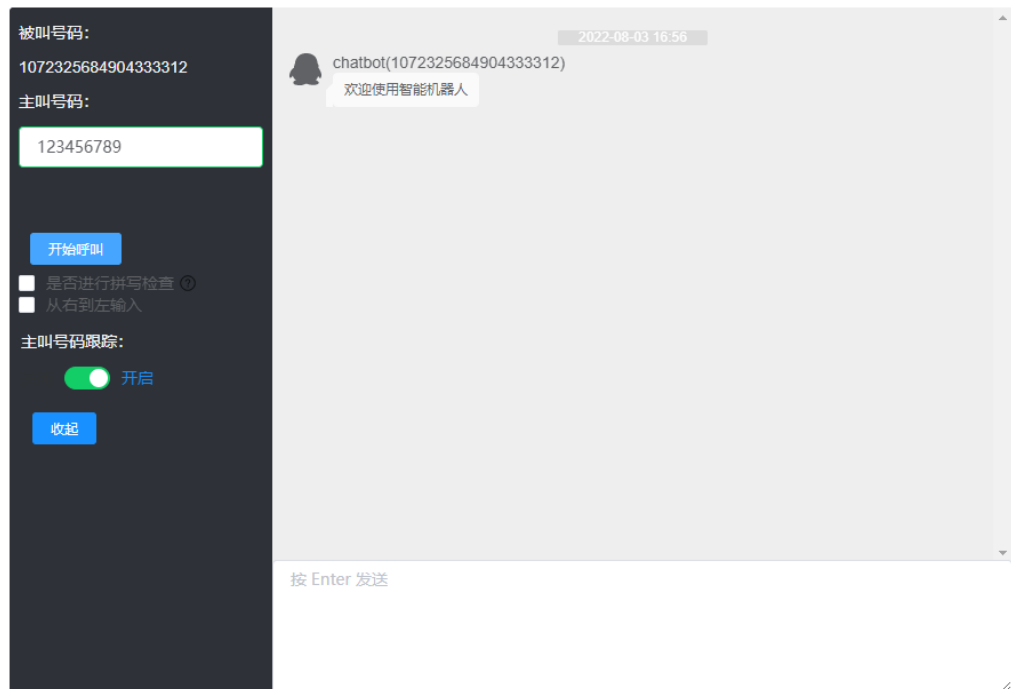 被叫号码：
1072325684904333312
主叫号码：
123456789
开始呼叫
是否进行拼写检查
从右到左输入
主叫号码跟踪：
开启
收起
2022-08-03 16:56
chatbot(1072325684904333312)
欢迎使用智能机器人
按 Enter 发送